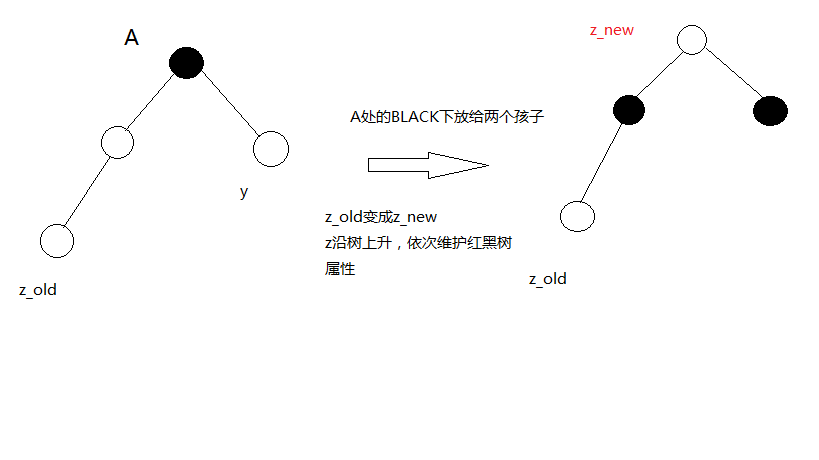 A
y
z_old
A处的BLACK下放给两个孩子
z_old变成z_new
z沿树上升，依次维护红黑树
属性
z_new
z_old